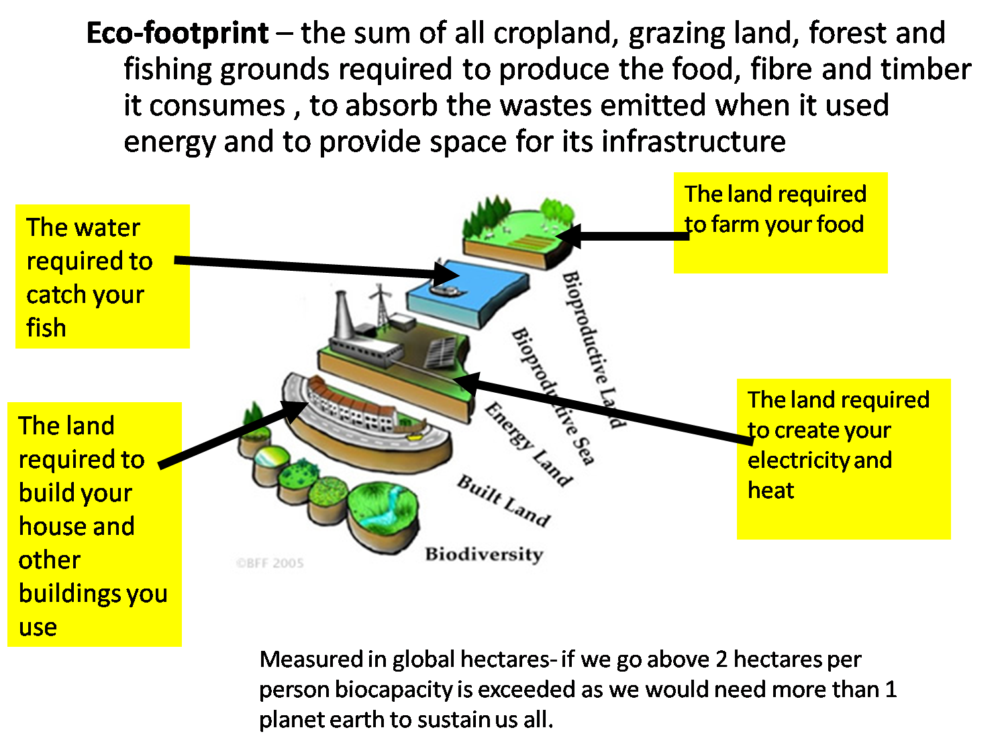 Eco-footprint – the sum of all cropland, grazing land, forest and
fishing grounds required to produce the food, fibre and timber
it consumes , to absorb the wastes emitted when it used
energy and to provide space for its infrastructure
The land required
to farm your food
The water
required to
catch your
fish
Bioproductive Land
Bioproductive Sea
Energy Land
Built Land
Biodiversity
The land required
to create your
electricity and
heat
The land
required to
build your
house and
other
buildings you
use
©BFF 2005
Measured in global hectares- if we go above 2 hectares per
person biocapacity is exceeded as we would need more than 1
planet earth to sustain us all.